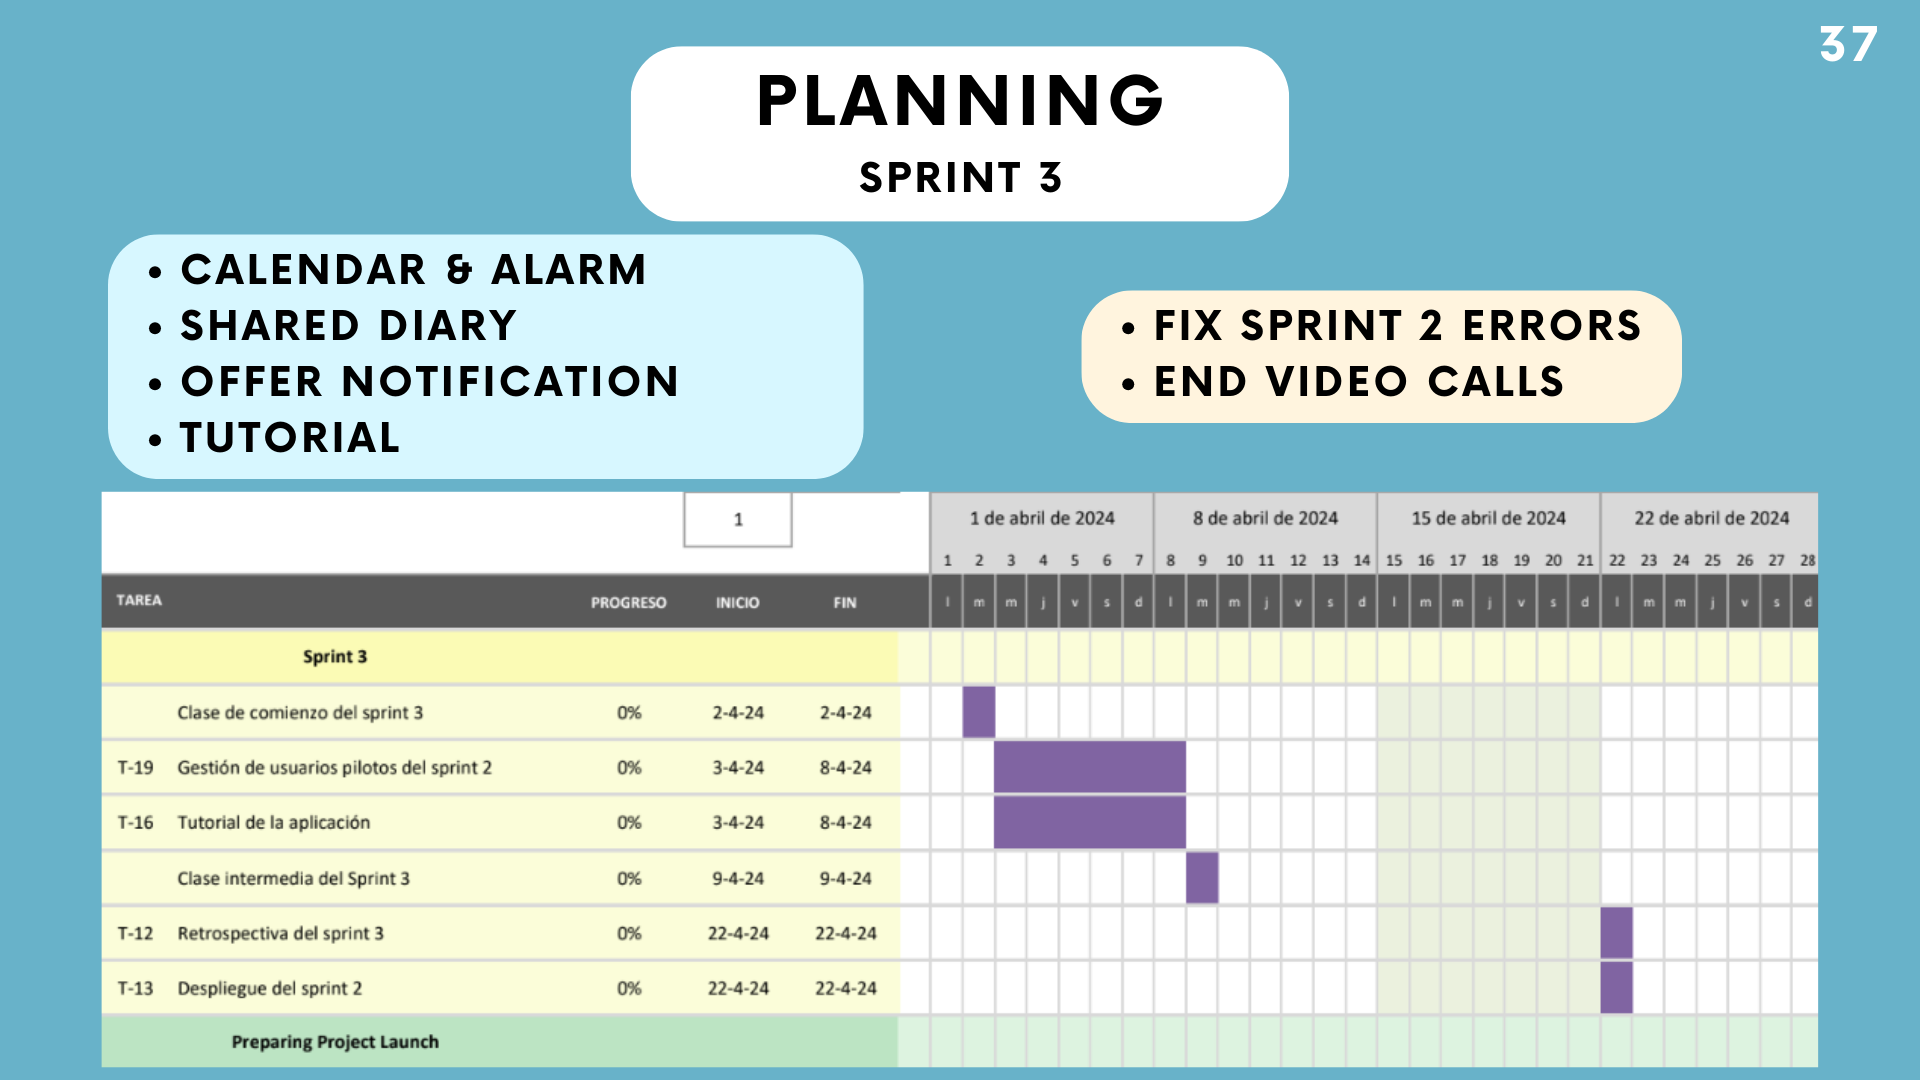 37
PLANNING
SPRINT 3
• CALENDAR & ALARM
• SHARED DIARY
• OFFER NOTIFICATION
• TUTORIAL
• FIX SPRINT 2 ERRORS
• END VIDEO CALLS
1 1 de abril de 2024 8 de abril de 2024 15 de abril de 2024 22 de abril de 2024
1 2 3 4 5 6 7 8 9 10 11 12 13 14 15 16 17 18 19 20 21 22 23 24 25 26 27 28
TAREA PROGRESO INICIO FIN l m m j v s d l m m j v s d l m m j v s d l m m j v s d
Sprint 3
Clase de comienzo del sprint 3 0% 2-4-24 2-4-24
T-19 Gestión de usuarios pilotos del sprint 2 0% 3-4-24 8-4-24
T-16 Tutorial de la aplicación 0% 3-4-24 8-4-24
Clase intermedia del Sprint 3 0% 9-4-24 9-4-24
T-12 Retrospectiva del sprint 3 0% 22-4-24 22-4-24
T-13 Despliegue del sprint 2 0% 22-4-24 22-4-24
Preparing Project Launch